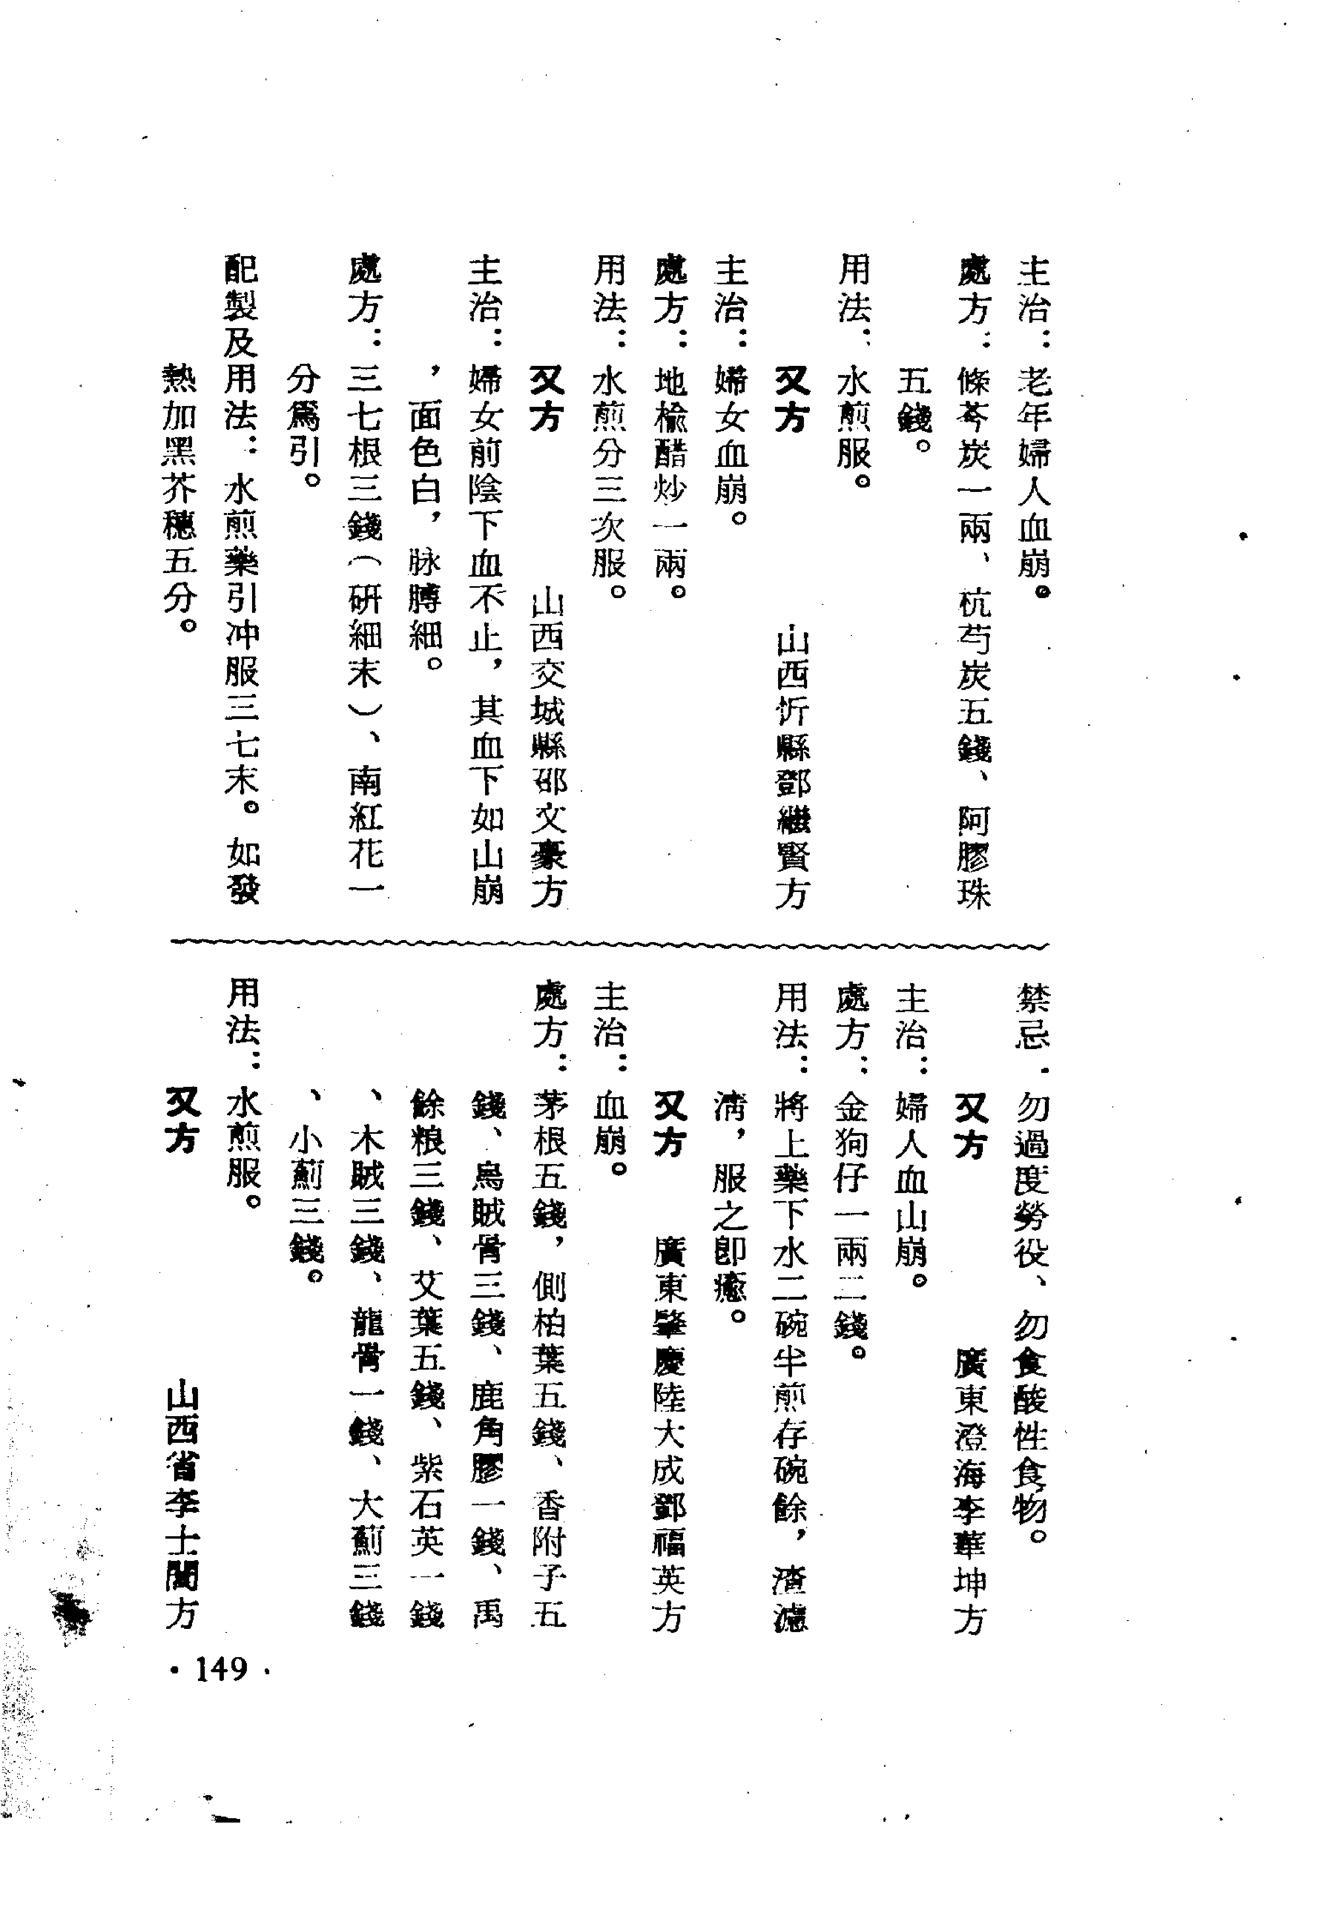 主治：老年婦人血崩。
處方：條芩炭一兩、杭芍炭五錢、阿膠珠
五錢。
用法：水煎服。
又方　山西忻縣鄧繼賢方
主治：婦女血崩。
處方：地榆醋炒一兩。
用法：水煎分三次服。
又方　山西交城縣邵文豪方
主治：婦女前陰下血不止，其血下如山崩
，面色白，脉膊細。
處方：三七根三錢（研細末）、南紅花一
分爲引。
配製及用法：水煎藥引冲服三七末。如發
熱加黑芥穗五分。
禁忌：勿過度勞役、勿食酸性食物。
又方　廣東澄海李華坤方
主治：婦人血山崩。
處方：金狗仔一兩二錢。
用法：將上藥下水二碗半煎存碗餘，渣濾
清，服之卽癒。
又方　廣東肇慶陸大成鄧福英方
主治：血崩。
處方：茅根五錢，側柏葉五錢、香附子五
錢、烏賊骨三錢、鹿角膠一錢、禹
餘粮三錢、艾葉五錢、紫石英一錢
、木賊三錢、龍骨一錢、大薊三錢
、小薊三錢。
用法：水煎服。
又方　山西省李士閣方
·149·